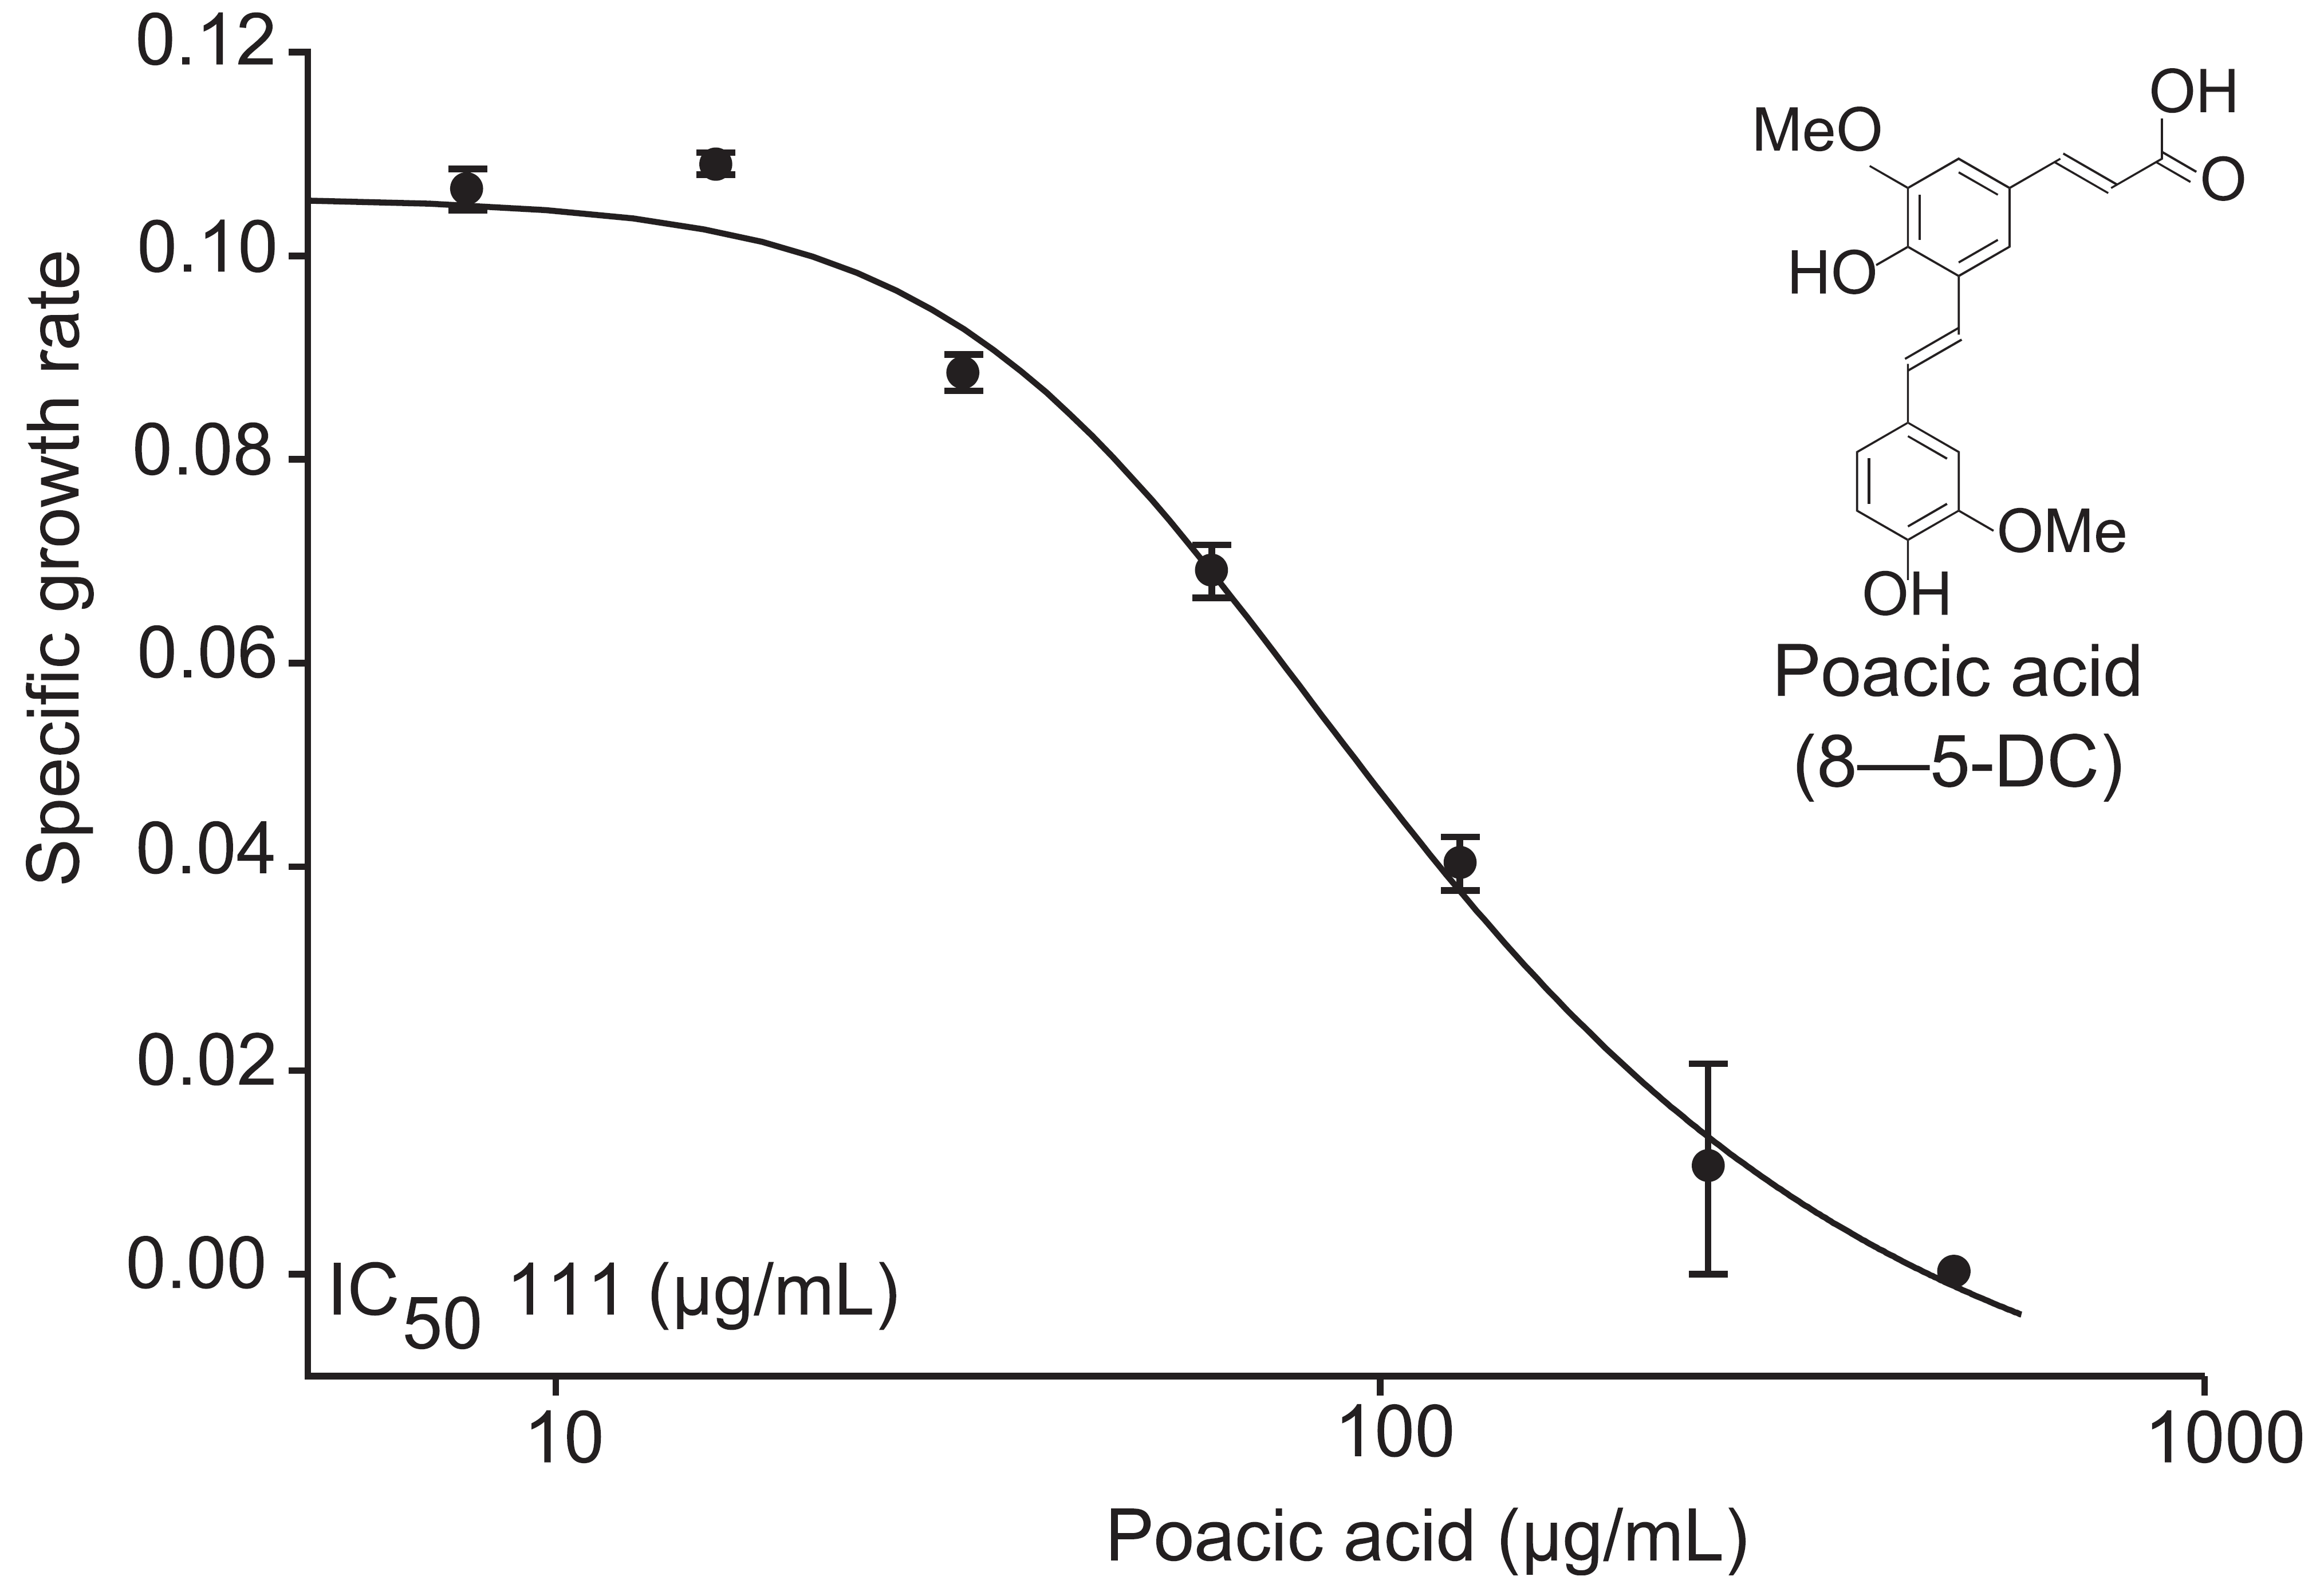 0.12
0.10
0.08
0.06
0.04
0.02
0.00
Specific growth rate
IC50 111 (µg/mL)
10
100
1000
Poacic acid (µg/mL)
OH
MeO
O
HO
OMe
OH
Poacic acid
(8—5-DC)